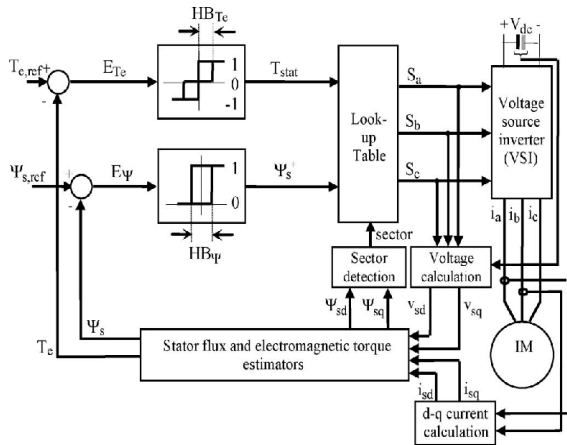 HB_Te
+V_dc -
T_e,ref+
-
E_Te
1
0
-1
T_stat
S_a
S_b
S_c
Look-
up
Table
Voltage
source
inverter
(VSI)
Ψ_s,ref
+
-
E_Ψ
1
0
Ψ_s
HB_Ψ
i_a i_b i_c
sector
Sector
detection
Voltage
calculation
Ψ_sd Ψ_sq
v_sd v_sq
Ψ_s
T_e
Stator flux and electromagnetic torque
estimators
IM
i_sd i_sq
d-q current
calculation